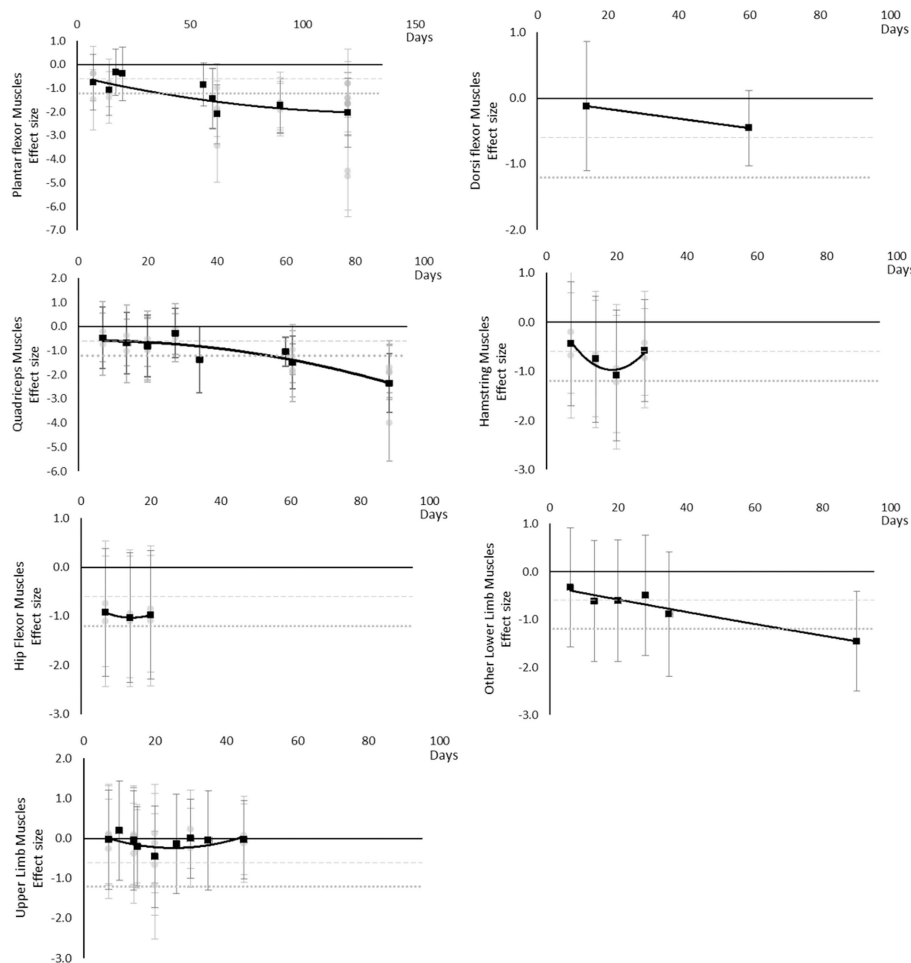 0 50 100 150
Days
1.0
0.0
-1.0
-2.0
-3.0
-4.0
-5.0
-6.0
-7.0
Plantar flexor Muscles
Effect size
0 20 40 60 80 100
Days
1.0
0.0
-1.0
-2.0
Dorsi flexor Muscles
Effect size
0 20 40 60 80 100
Days
2.0
1.0
0.0
-1.0
-2.0
-3.0
-4.0
-5.0
-6.0
Quadriceps Muscles
Effect size
0 20 40 60 80 100
Days
1.0
0.0
-1.0
-2.0
-3.0
Hamstring Muscles
Effect size
0 20 40 60 80 100
Days
1.0
0.0
-1.0
-2.0
-3.0
Hip Flexor Muscles
Effect size
0 20 40 60 80 100
Days
1.0
0.0
-1.0
-2.0
-3.0
Other Lower Limb Muscles
Effect size
0 20 40 60 80 100
Days
2.0
1.0
0.0
-1.0
-2.0
-3.0
Upper Limb Muscles
Effect size